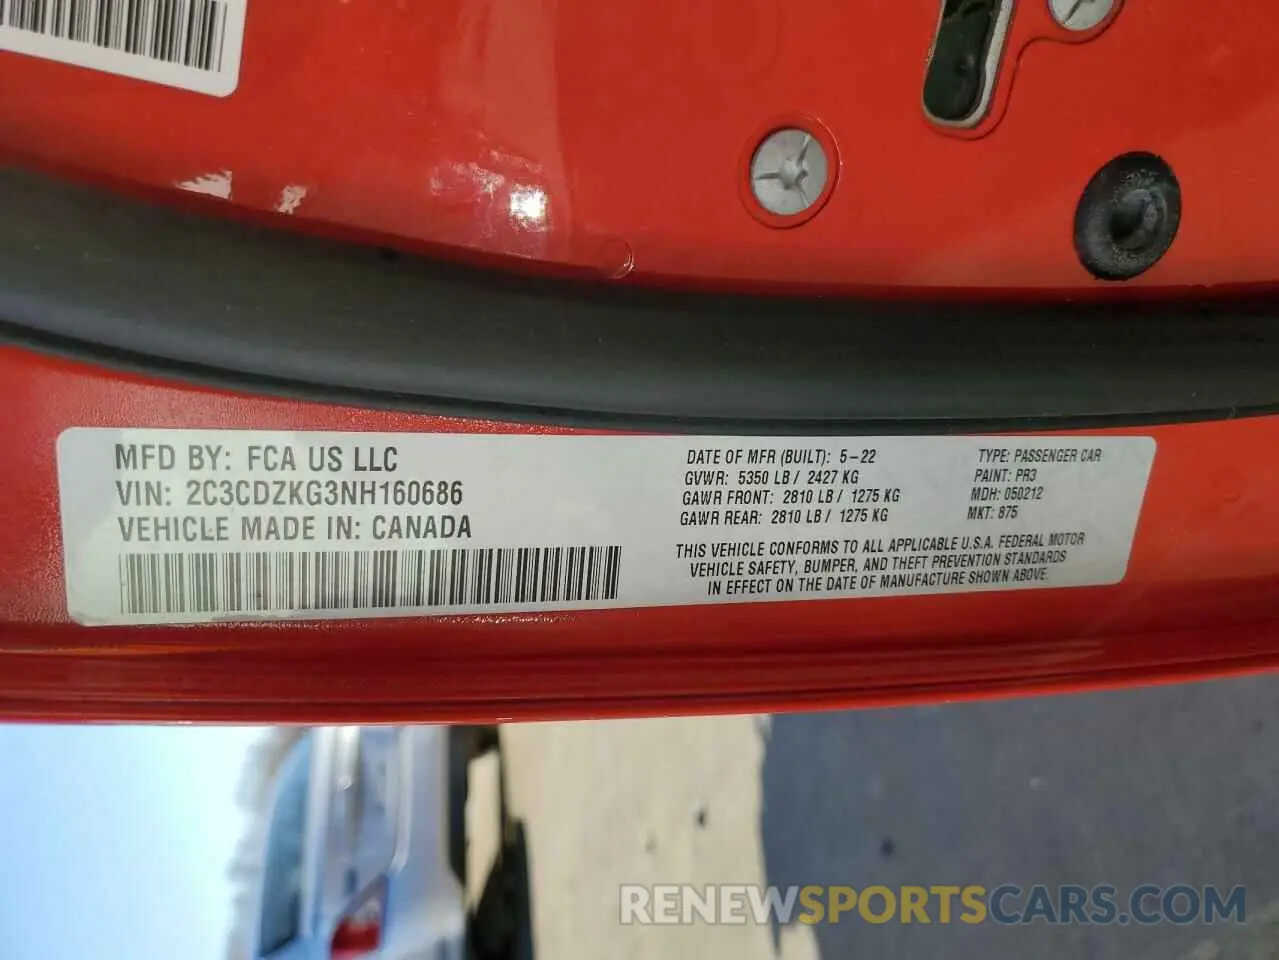 MFD BY: FCA US LLC
VIN: 2C3CDZKG3NH160686
VEHICLE MADE IN: CANADA
DATE OF MFR (BUILT): 5-22
GVWR: 5350 LB / 2427 KG
GAWR FRONT: 2810 LB / 1275 KG
GAWR REAR: 2810 LB / 1275 KG
TYPE: PASSENGER CAR
PAINT: PR3
MDH: 050212
MKT: 875
THIS VEHICLE CONFORMS TO ALL APPLICABLE U.S.A. FEDERAL MOTOR
VEHICLE SAFETY, BUMPER, AND THEFT PREVENTION STANDARDS
IN EFFECT ON THE DATE OF MANUFACTURE SHOWN ABOVE.
RENEWSPORTSCARS.COM